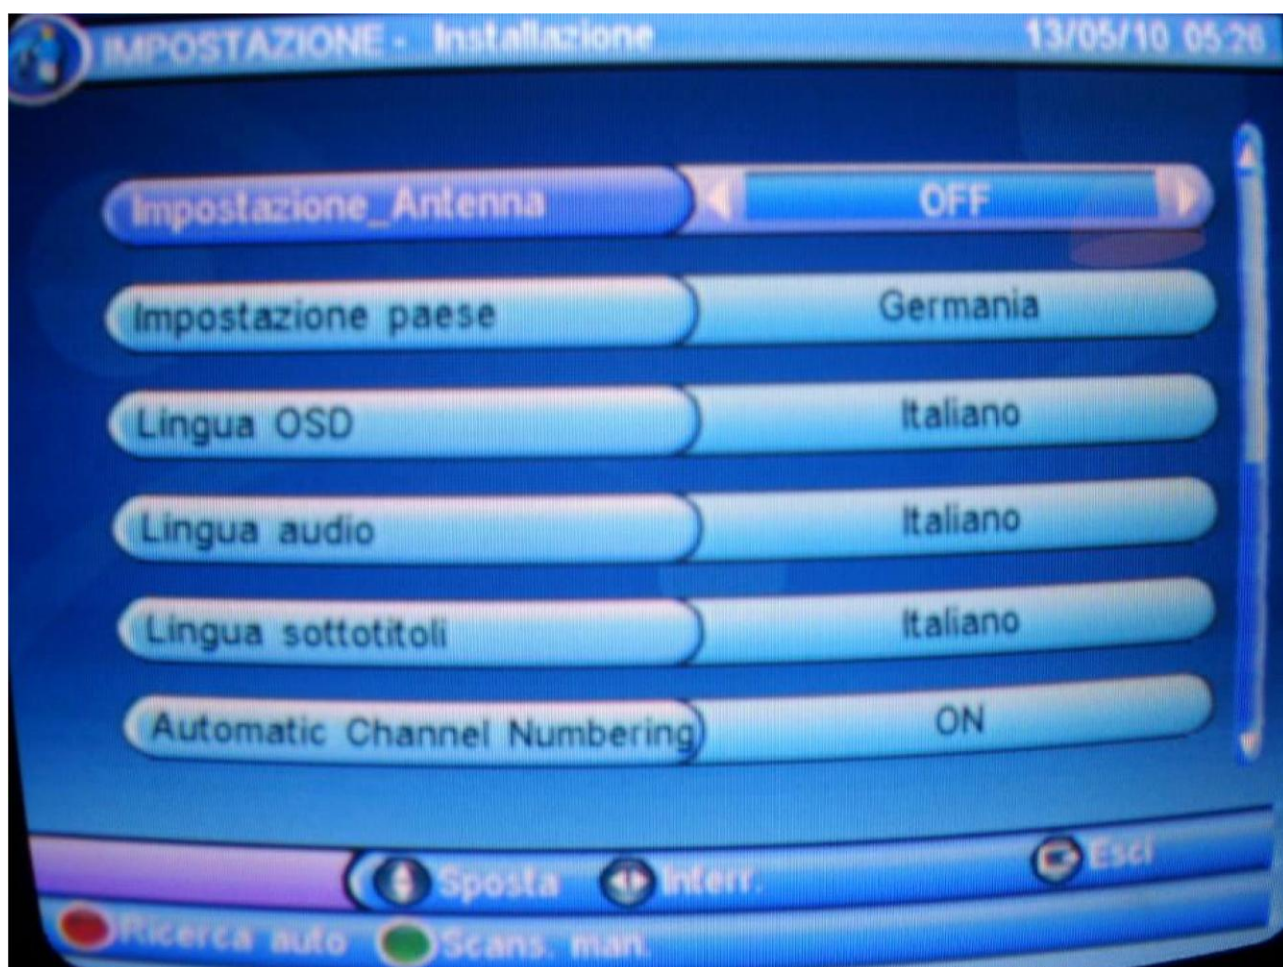 IMPOSTAZIONE - Installazione 13/05/10 05:26
Impostazione_Antenna OFF
Impostazione paese Germania
Lingua OSD Italiano
Lingua audio Italiano
Lingua sottotitoli Italiano
Automatic Channel Numbering ON
Sposta Interr. Esci
Ricerca auto Scans. man.